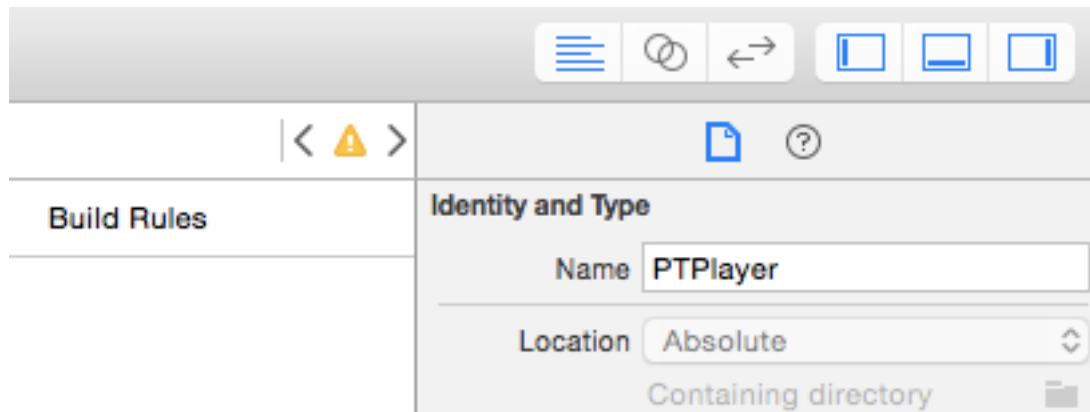 Build Rules
Identity and Type
Name PTPlayer
Location Absolute
Containing directory